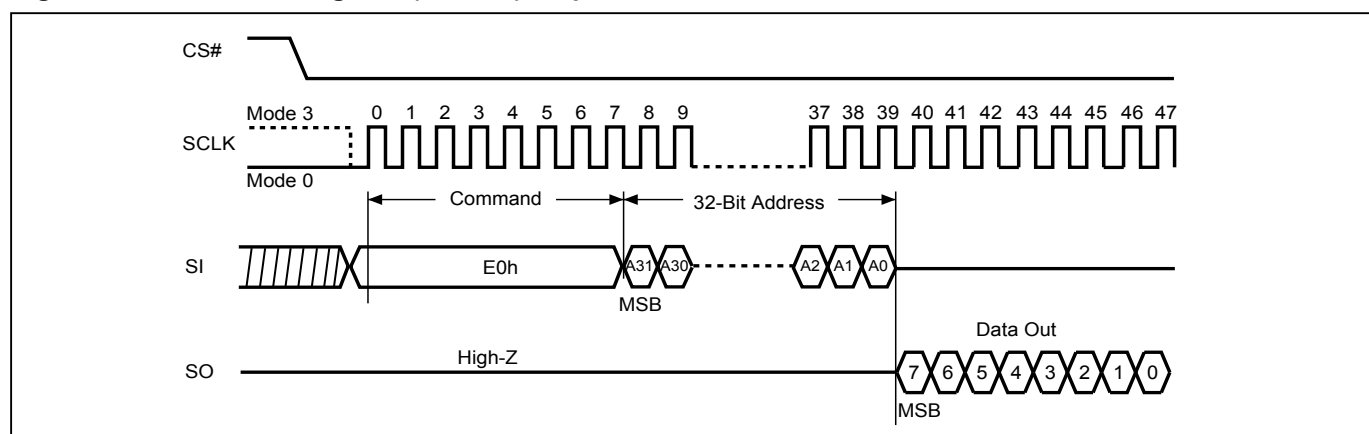 CS#
Mode 3
0 1 2 3 4 5 6 7 8 9 37 38 39 40 41 42 43 44 45 46 47
SCLK
Mode 0
Command
32-Bit Address
SI
E0h
A31 A30 A2 A1 A0
MSB
Data Out
High-Z
SO
7 6 5 4 3 2 1 0
MSB